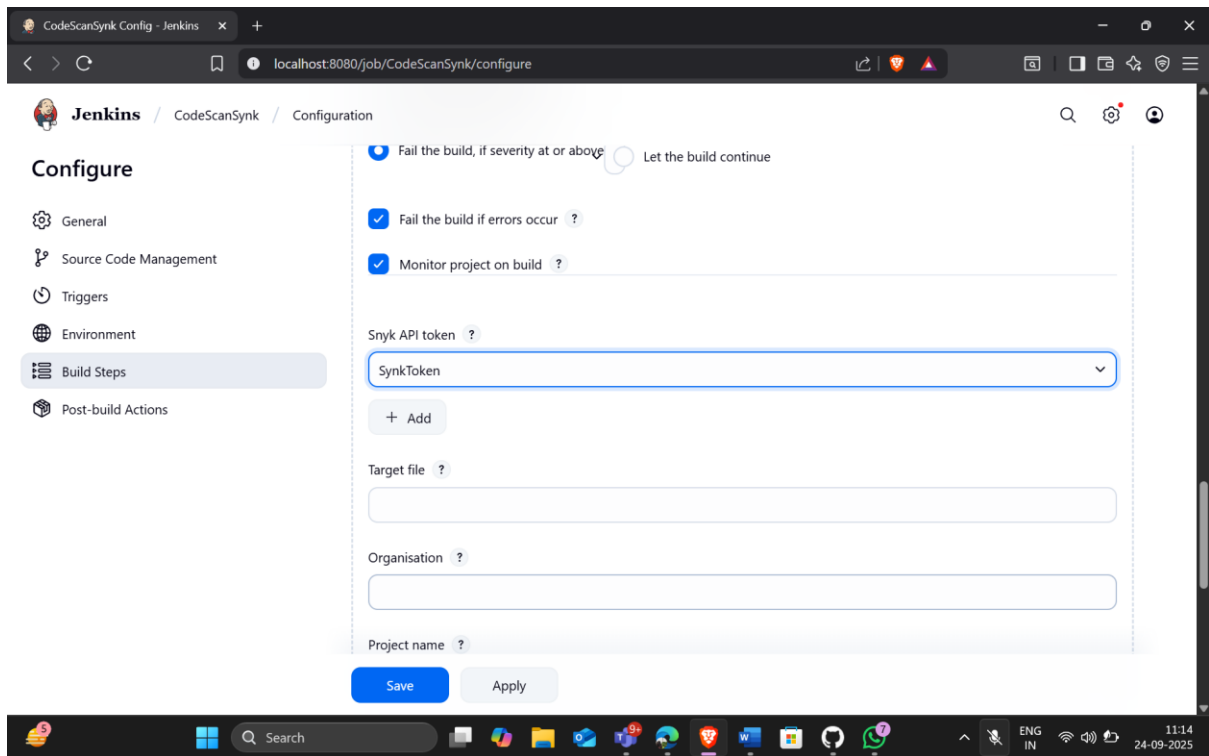 CodeScanSynk Config - Jenkins
localhost:8080/job/CodeScanSynk/configure
Jenkins / CodeScanSynk / Configuration
Configure
General
Source Code Management
Triggers
Environment
Build Steps
Post-build Actions
Fail the build, if severity at or above
Let the build continue
Fail the build if errors occur ?
Monitor project on build ?
Snyk API token ?
SynkToken
+ Add
Target file ?
Organisation ?
Project name ?
Save
Apply
5
Search
9+
7
ENG
IN
11:14
24-09-2025